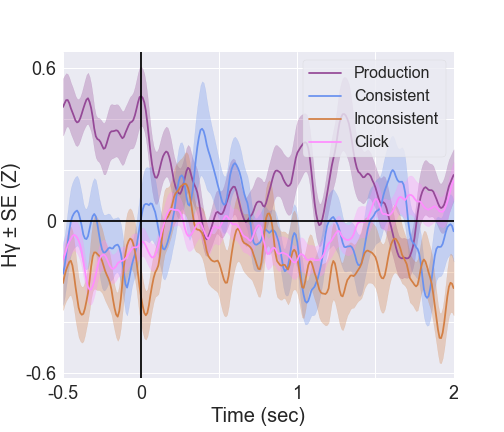 0.6
0
-0.6
Hγ ± SE (Z)
Production
Consistent
Inconsistent
Click
-0.5 0 1 2
Time (sec)